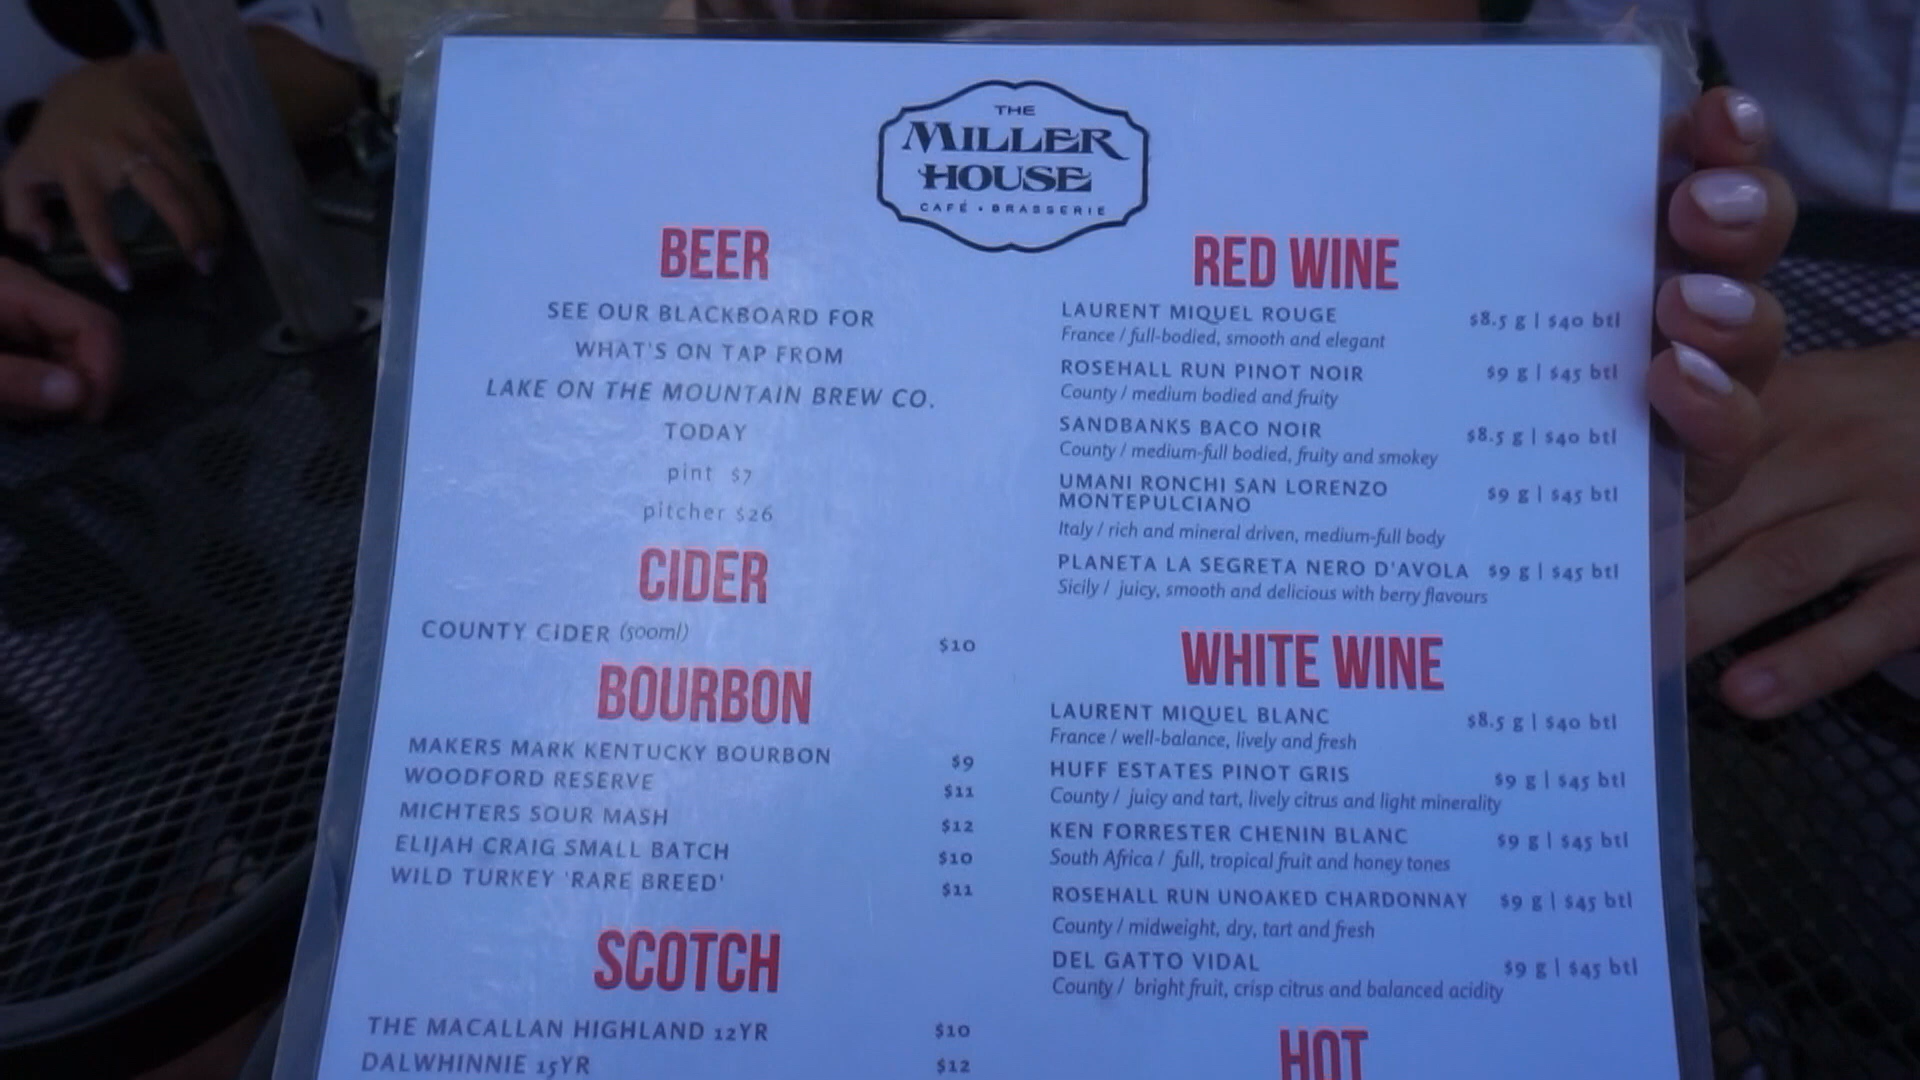 THE
MILLER
HOUSE
CAFÉ • BRASSERIE
BEER
SEE OUR BLACKBOARD FOR
WHAT'S ON TAP FROM
LAKE ON THE MOUNTAIN BREW CO.
TODAY
pint $7
pitcher $26
CIDER
COUNTY CIDER (500ml) $10
BOURBON
MAKERS MARK KENTUCKY BOURBON $9
WOODFORD RESERVE $11
MICHTERS SOUR MASH $12
ELIJAH CRAIG SMALL BATCH $10
WILD TURKEY 'RARE BREED' $11
SCOTCH
THE MACALLAN HIGHLAND 12YR $10
DALWHINNIE 15YR $12
RED WINE
LAURENT MIQUEL ROUGE $8.5 g | $40 btl
France / full-bodied, smooth and elegant
ROSEHALL RUN PINOT NOIR $9 g | $45 btl
County / medium bodied and fruity
SANDBANKS BACO NOIR $8.5 g | $40 btl
County / medium-full bodied, fruity and smokey
UMANI RONCHI SAN LORENZO $9 g | $45 btl
MONTEPULCIANO
Italy / rich and mineral driven, medium-full body
PLANETA LA SEGRETA NERO D'AVOLA $9 g | $45 btl
Sicily / juicy, smooth and delicious with berry flavours
WHITE WINE
LAURENT MIQUEL BLANC $8.5 g | $40 btl
France / well-balance, lively and fresh
HUFF ESTATES PINOT GRIS $9 g | $45 btl
County / juicy and tart, lively citrus and light minerality
KEN FORRESTER CHENIN BLANC $9 g | $45 btl
South Africa / full, tropical fruit and honey tones
ROSEHALL RUN UNOAKED CHARDONNAY $9 g | $45 btl
County / midweight, dry, tart and fresh
DEL GATTO VIDAL $9 g | $45 btl
County / bright fruit, crisp citrus and balanced acidity
HOT